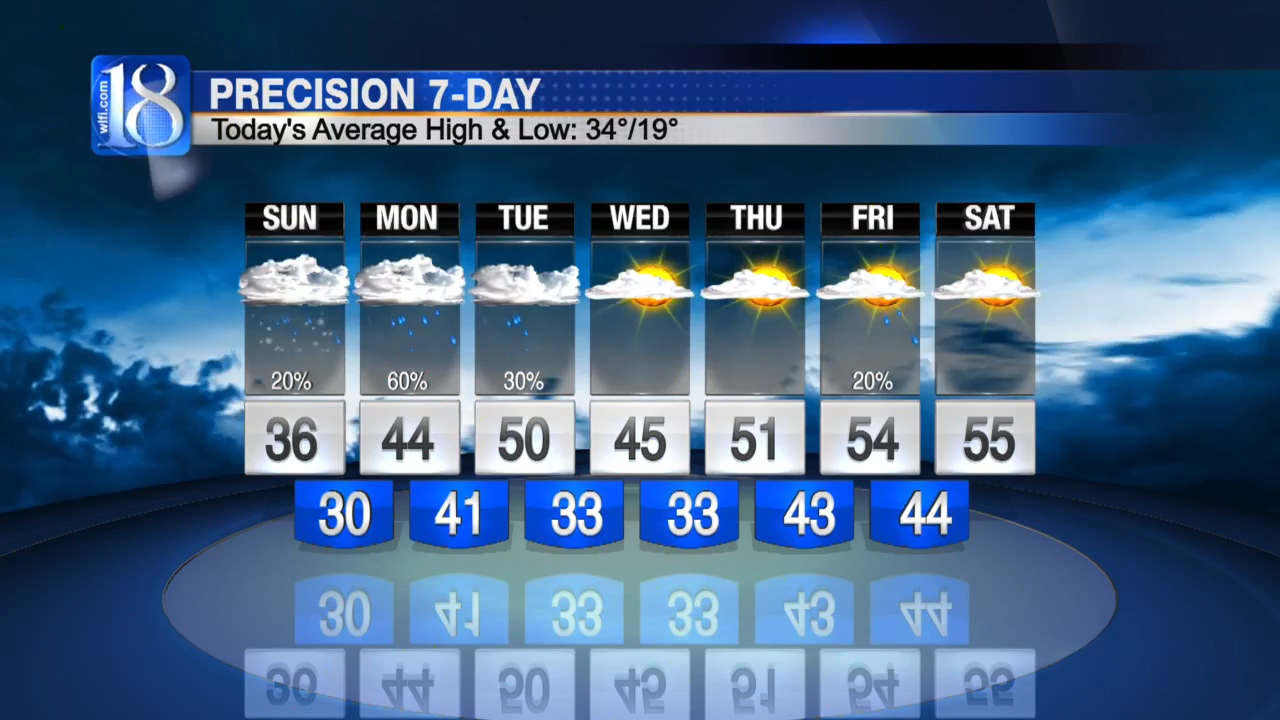 wlfi.com
18
PRECISION 7-DAY
Today's Average High & Low: 34°/19°
SUN MON TUE WED THU FRI SAT
20% 60% 30% 20%
36 44 50 45 51 54 55
30 41 33 33 43 44